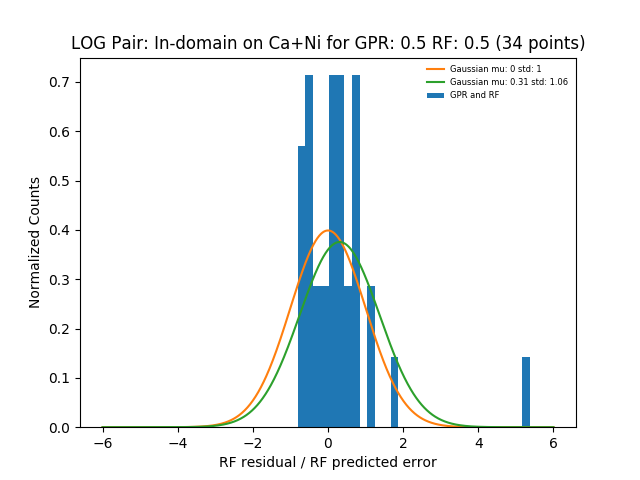 LOG Pair: In-domain on Ca+Ni for GPR: 0.5 RF: 0.5 (34 points)
Gaussian mu: 0 std: 1
Gaussian mu: 0.31 std: 1.06
GPR and RF
Normalized Counts
0.7
0.6
0.5
0.4
0.3
0.2
0.1
0.0
−6 −4 −2 0 2 4 6
RF residual / RF predicted error